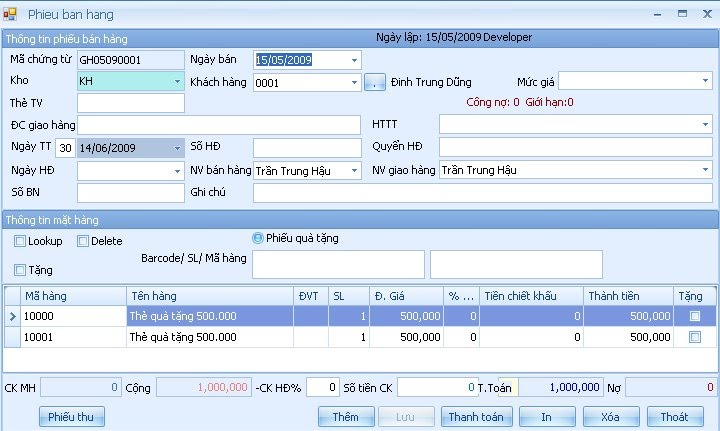 Phieu ban hang
Thông tin phiếu bán hàng Ngày lập: 15/05/2009 Developer
Mã chứng từ GH05090001 Ngày bán 15/05/2009
Kho KH Khách hàng 0001 . Đinh Trung Dũng Mức giá
Thẻ TV Công nợ: 0 Giới hạn:0
ĐC giao hàng HTTT
Ngày TT 30 14/06/2009 Số HĐ Quyển HĐ
Ngày HĐ NV bán hàng Trần Trung Hậu NV giao hàng Trần Trung Hậu
Số BN Ghi chú
Thông tin mặt hàng
Lookup Delete Phiếu quà tặng
Tặng Barcode/ SL/ Mã hàng
Mã hàng Tên hàng ĐVT SL Đ. Giá % ... Tiền chiết khấu Thành tiền Tặng
10000 Thẻ quà tặng 500.000 1 500,000 0 0 500,000
10001 Thẻ quà tặng 500.000 1 500,000 0 0 500,000
CK MH 0 Cộng 1,000,000 -CK HĐ% 0 Số tiền CK 0 T.Toán 1,000,000 Nợ 0
Phiếu thu Thêm Lưu Thanh toán In Xóa Thoát